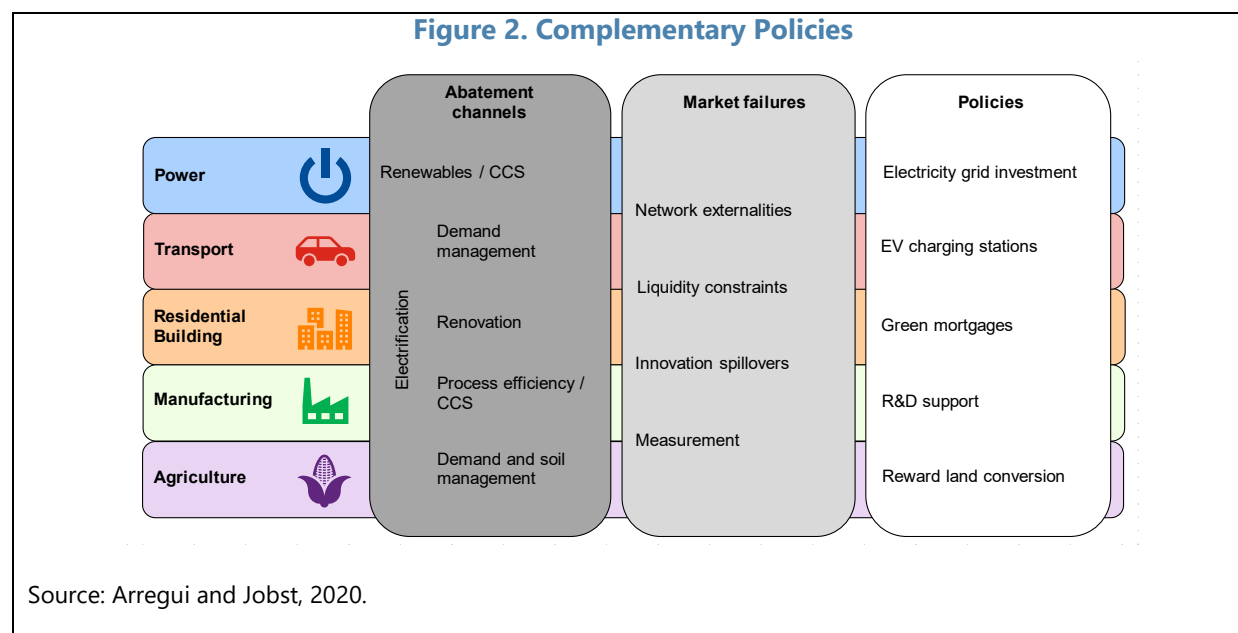 Figure 2. Complementary Policies
Abatement
channels
Market failures
Policies
Power
Renewables / CCS
Electricity grid investment
Network externalities
Transport
Demand
management
EV charging stations
Liquidity constraints
Electrification
Residential
Building
Renovation
Green mortgages
Innovation spillovers
Manufacturing
Process efficiency /
CCS
R&D support
Measurement
Agriculture
Demand and soil
management
Reward land conversion
Source: Arregui and Jobst, 2020.